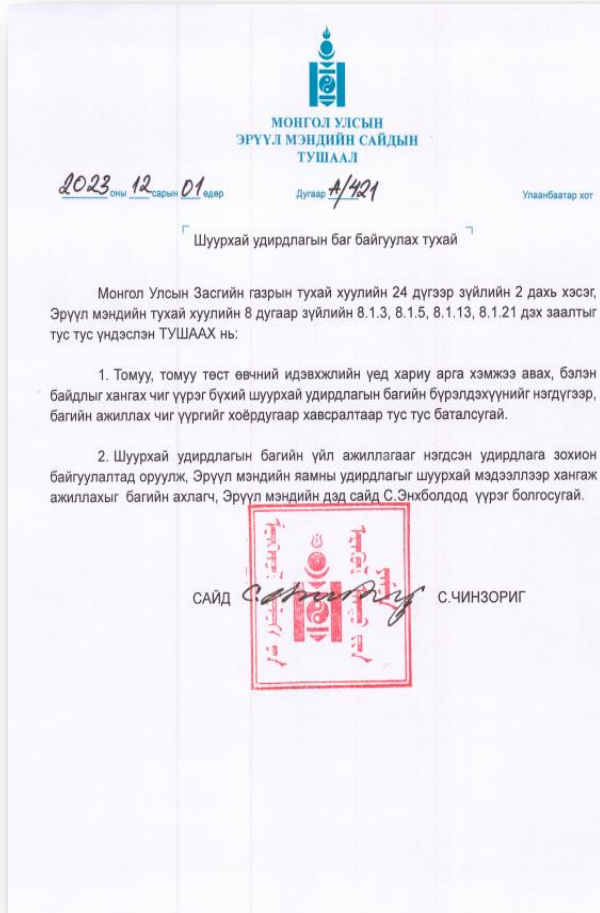 МОНГОЛ УЛСЫН
ЭРҮҮЛ МЭНДИЙН САЙДЫН
ТУШААЛ
2023 оны 12 сарын 01 өдөр Дугаар А/421 Улаанбаатар хот
Шуурхай удирдлагын баг байгуулах тухай
Монгол Улсын Засгийн газрын тухай хуулийн 24 дүгээр зүйлийн 2 дахь хэсэг,
Эрүүл мэндийн тухай хуулийн 8 дугаар зүйлийн 8.1.3, 8.1.5, 8.1.13, 8.1.21 дэх заалтыг
тус тус үндэслэн ТУШААХ нь:
1. Томуу, томуу төст өвчний идэвхжлийн үед хариу арга хэмжээ авах, бэлэн
байдлыг хангах чиг үүрэг бүхий шуурхай удирдлагын багийн бүрэлдэхүүнийг нэгдүгээр,
багийн ажиллах чиг үүргийг хоёрдугаар хавсралтаар тус тус баталсугай.
2. Шуурхай удирдлагын багийн үйл ажиллагааг нэгдсэн удирдлага зохион
байгуулалтад оруулж, Эрүүл мэндийн яамны удирдлагыг шуурхай мэдээллээр хангаж
ажиллахыг багийн ахлагч, Эрүүл мэндийн дэд сайд С.Энхболдод үүрэг болгосугай.
САЙД С.ЧИНЗОРИГ